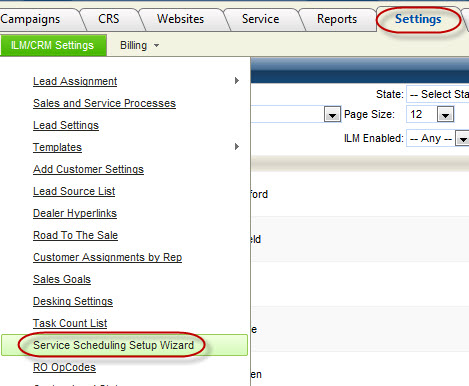 Campaigns CRS Websites Service Reports Settings
ILM/CRM Settings Billing
State: -- Select Sta
Lead Assignment
Page Size: 12
Sales and Service Processes
Lead Settings
ILM Enabled: -- Any --
Templates
Add Customer Settings
Lead Source List
ford
Dealer Hyperlinks
Road To The Sale
eld
Customer Assignments by Rep
Sales Goals
Desking Settings
Task Count List
e
Service Scheduling Setup Wizard
RO OpCodes
en